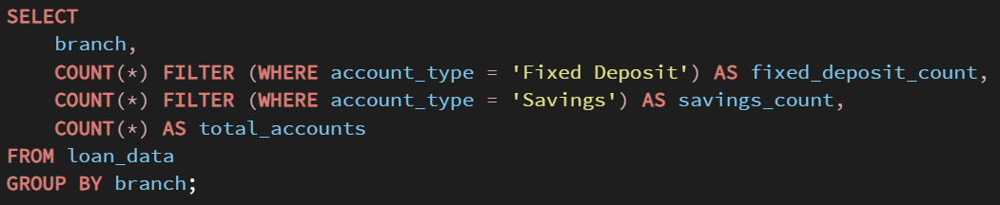 SELECT
    branch,
    COUNT(*) FILTER (WHERE account_type = 'Fixed Deposit') AS fixed_deposit_count,
    COUNT(*) FILTER (WHERE account_type = 'Savings') AS savings_count,
    COUNT(*) AS total_accounts
FROM loan_data
GROUP BY branch;